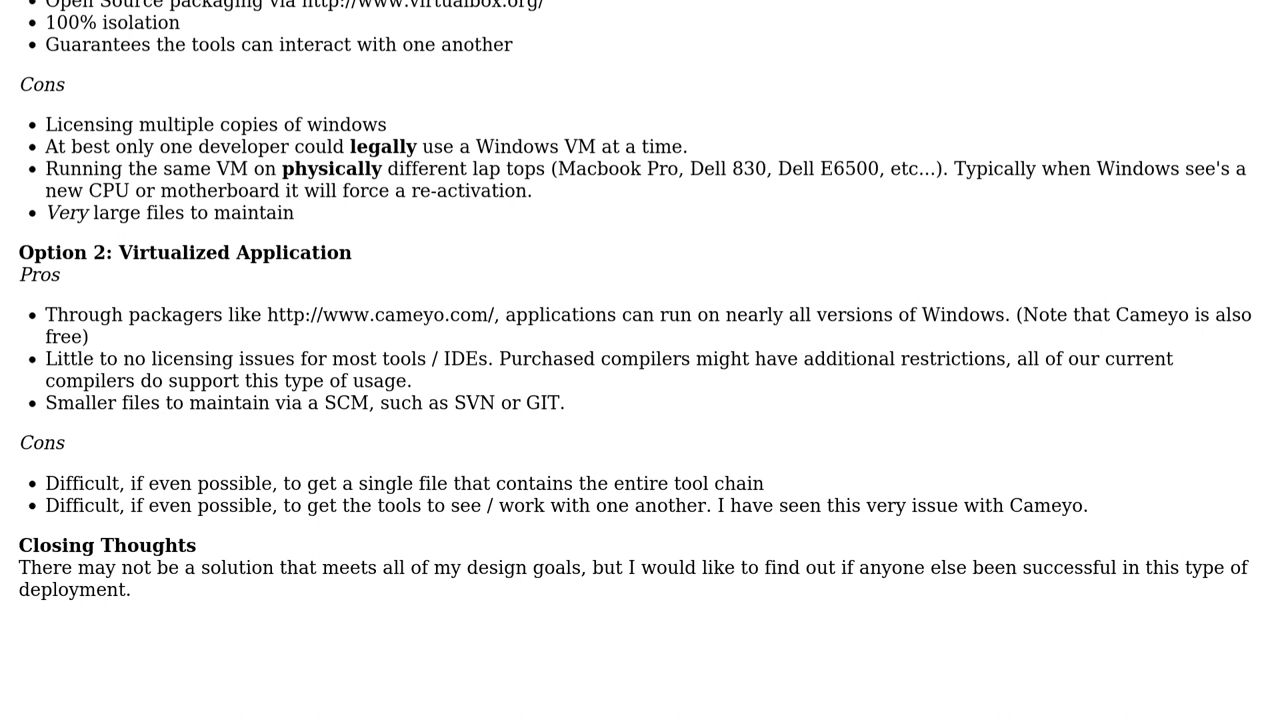 Open Source packaging via http://www.virtualbox.org/
100% isolation
Guarantees the tools can interact with one another
Cons
Licensing multiple copies of windows
At best only one developer could legally use a Windows VM at a time.
Running the same VM on physically different lap tops (Macbook Pro, Dell 830, Dell E6500, etc...). Typically when Windows see's a
new CPU or motherboard it will force a re-activation.
Very large files to maintain
Option 2: Virtualized Application
Pros
Through packagers like http://www.cameyo.com/, applications can run on nearly all versions of Windows. (Note that Cameyo is also
free)
Little to no licensing issues for most tools / IDEs. Purchased compilers might have additional restrictions, all of our current
compilers do support this type of usage.
Smaller files to maintain via a SCM, such as SVN or GIT.
Cons
Difficult, if even possible, to get a single file that contains the entire tool chain
Difficult, if even possible, to get the tools to see / work with one another. I have seen this very issue with Cameyo.
Closing Thoughts
There may not be a solution that meets all of my design goals, but I would like to find out if anyone else been successful in this type of
deployment.